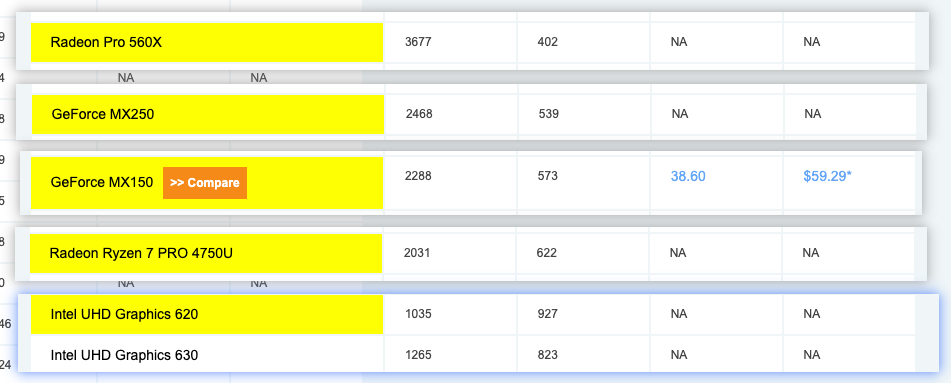 9
Radeon Pro 560X 3677 402 NA NA
4 NA NA
GeForce MX250 2468 539 NA NA
8
9
GeForce MX150 >> Compare 2288 573 38.60 $59.29*
5
8
Radeon Ryzen 7 PRO 4750U 2031 622 NA NA
0 NA NA
46 Intel UHD Graphics 620 1035 927 NA NA
Intel UHD Graphics 630 1265 823 NA NA
24